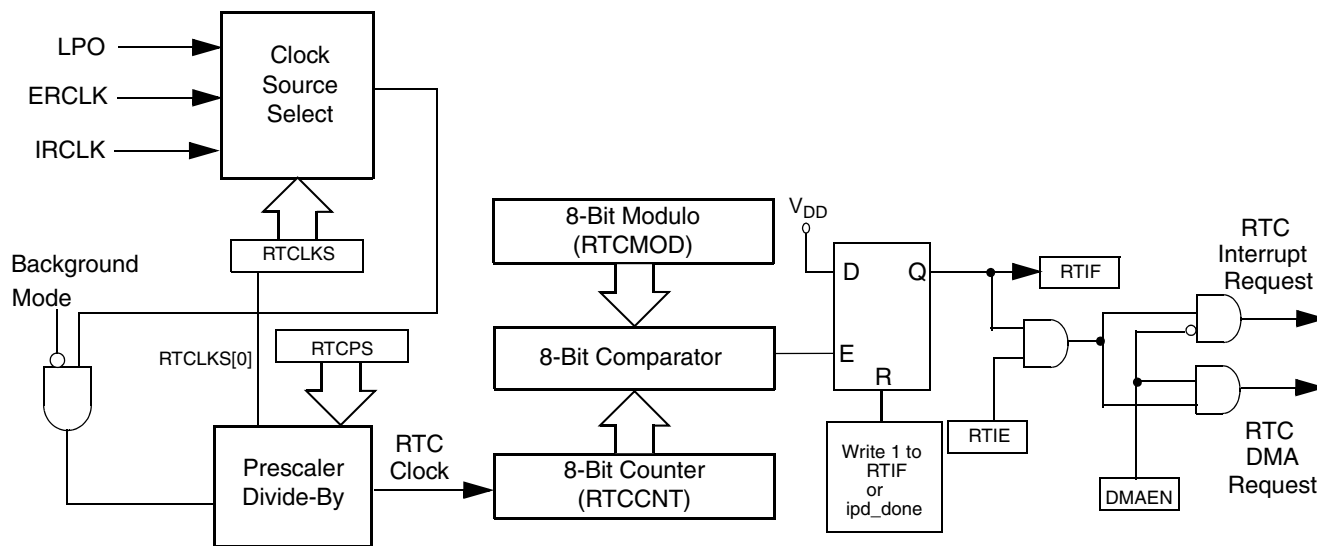 LPO
ERCLK
IRCLK
Clock
Source
Select
RTCLKS
Background
Mode
RTCLKS[0]
RTCPS
Prescaler
Divide-By
RTC
Clock
8-Bit Modulo
(RTCMOD)
8-Bit Comparator
8-Bit Counter
(RTCCNT)
VDD
D
Q
E
R
Write 1 to
RTIF
or
ipd_done
RTIF
RTIE
DMAEN
RTC
Interrupt
Request
RTC
DMA
Request